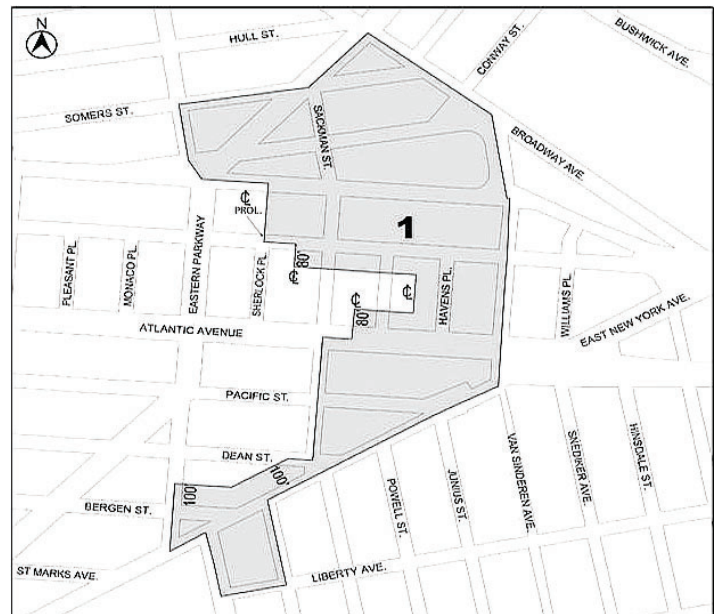 N
HULL ST.
BUSHWICK AVE.
CONWAY ST.
SOMERS ST.
SACKMAN ST.
BROADWAY AVE.
PROL.
1
80'
PLEASANT PL.
MONACO PL.
EASTERN PARKWAY
SHERLOCK PL.
HAVENS PL.
WILLIAMS PL.
80'
EAST NEW YORK AVE.
ATLANTIC AVENUE
PACIFIC ST.
DEAN ST.
100'
100'
BERGEN ST.
POWELL ST.
JUNIUS ST.
VAN SINDEREN AVE.
SNEDIKER AVE.
HINSDALE ST.
ST MARKS AVE.
LIBERTY AVE.